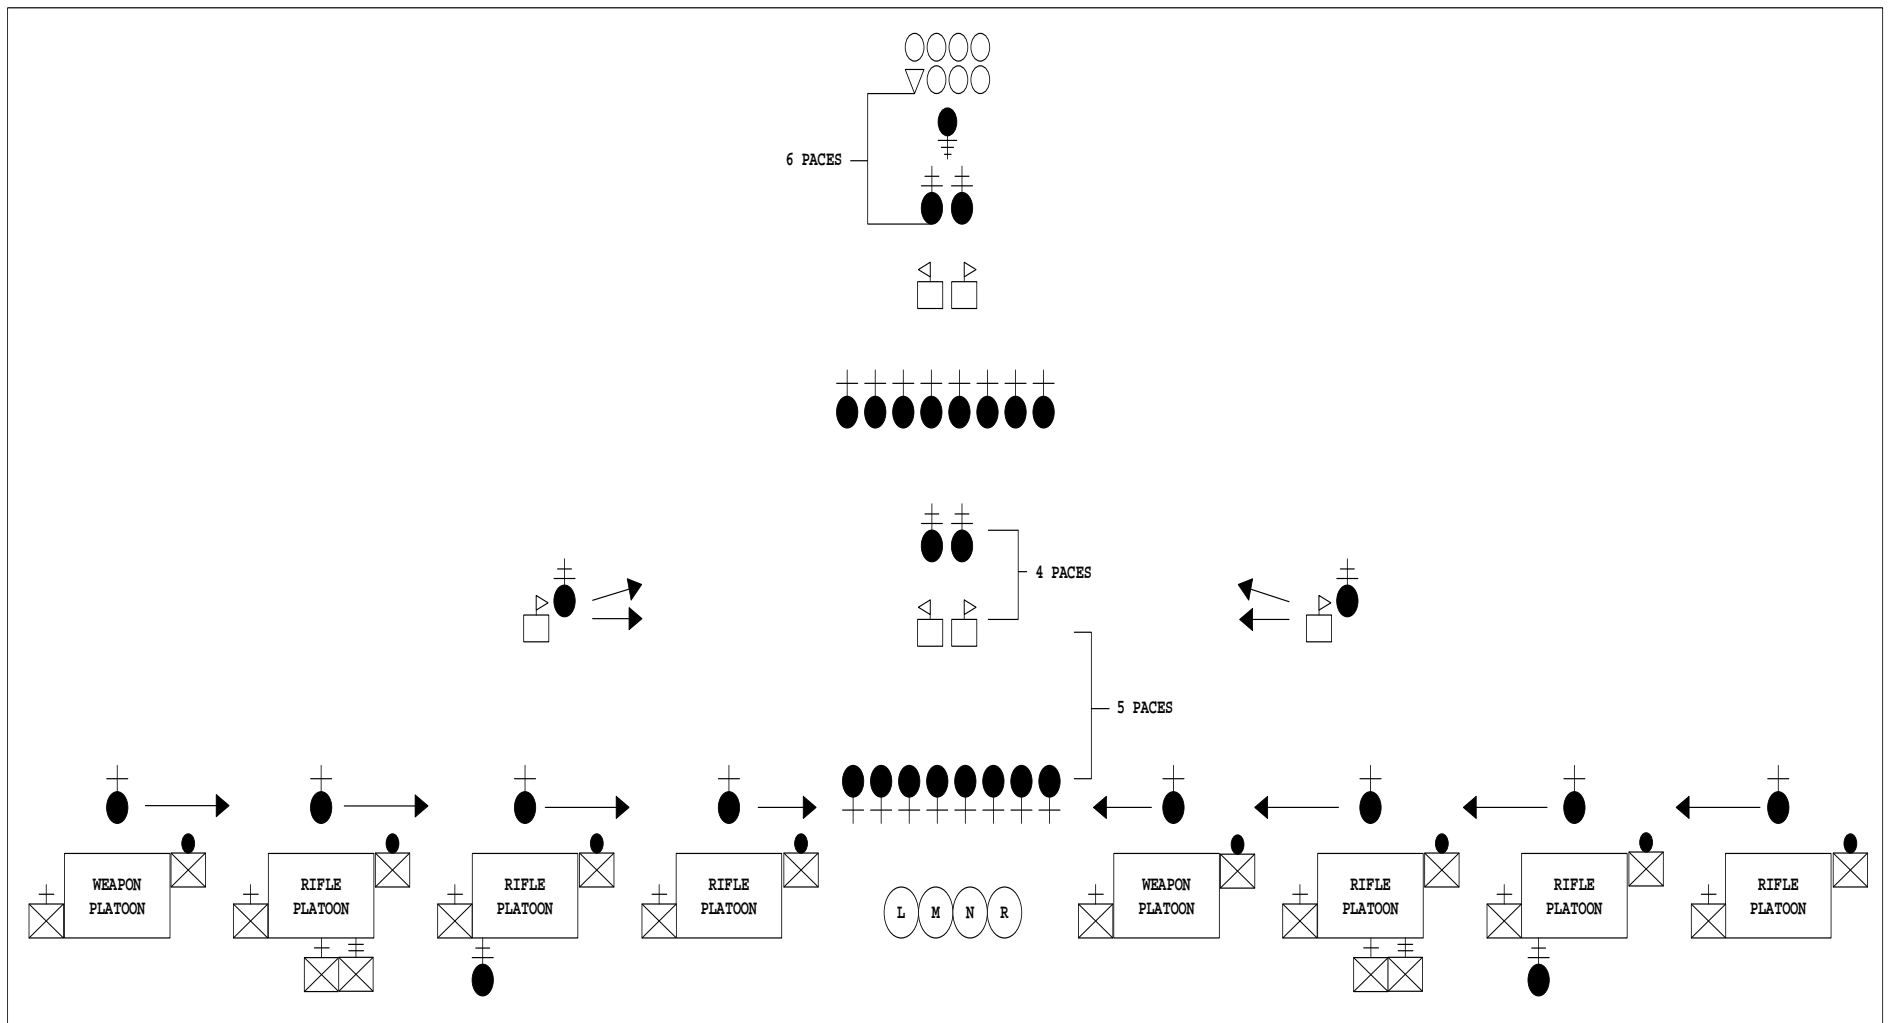 6 PACES
4 PACES
5 PACES
WEAPON
PLATOON
RIFLE
PLATOON
RIFLE
PLATOON
RIFLE
PLATOON
L M N R
WEAPON
PLATOON
RIFLE
PLATOON
RIFLE
PLATOON
RIFLE
PLATOON